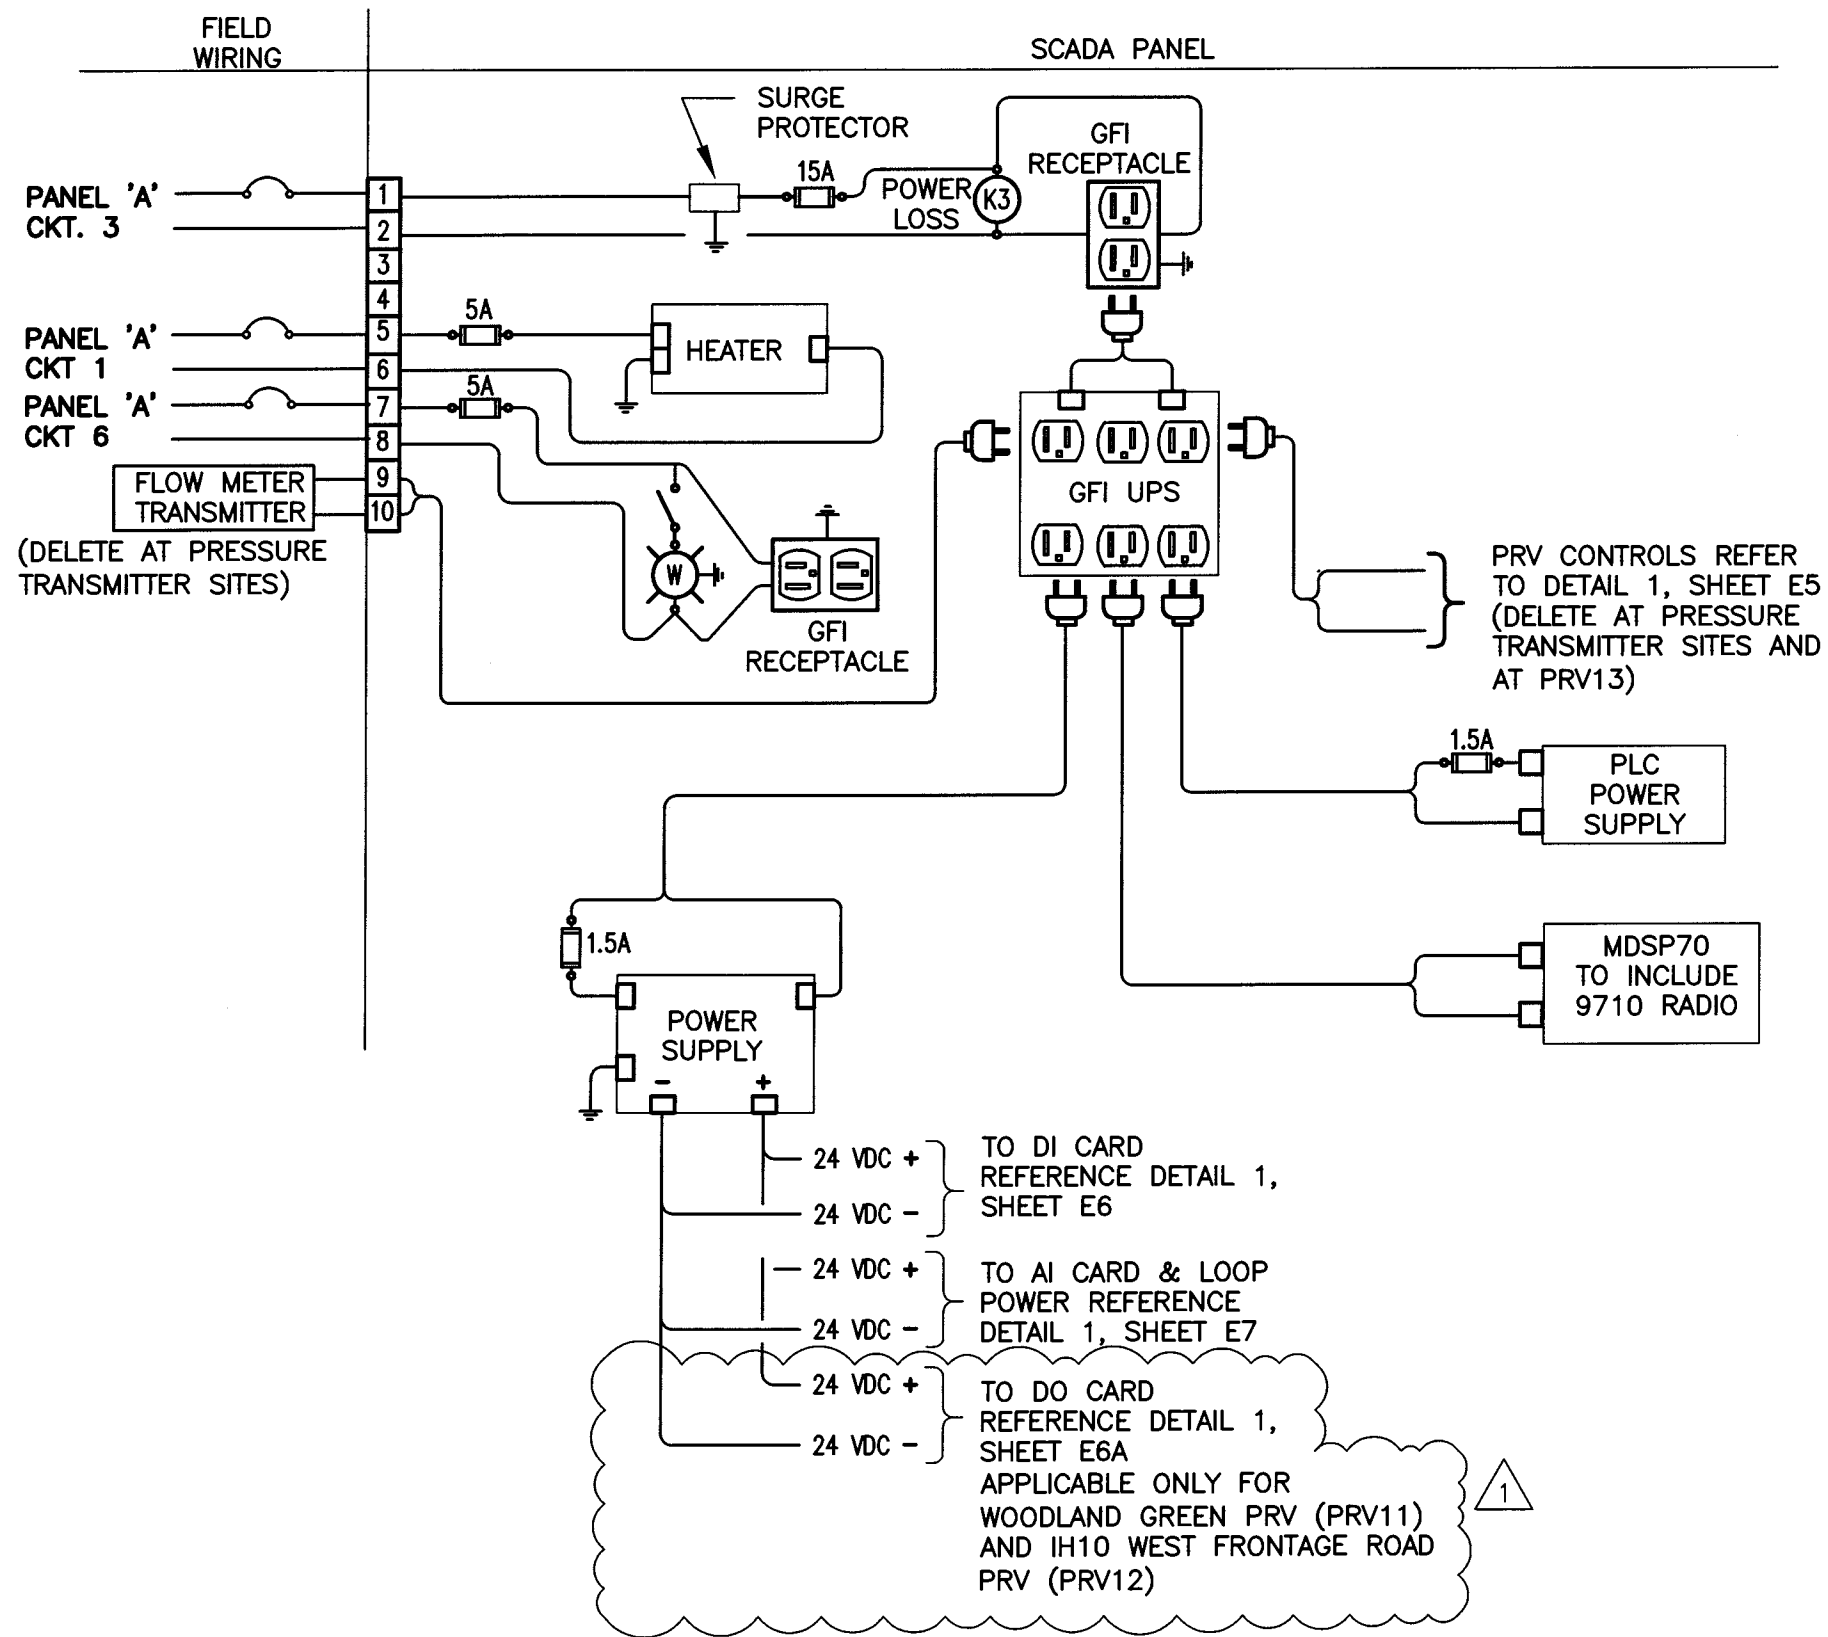 FIELD
WIRING
SCADA PANEL
SURGE
PROTECTOR
GFI
RECEPTACLE
15A
POWER
LOSS
K3
PANEL 'A'
CKT. 3
1
2
3
4
5
6
7
8
9
10
5A
HEATER
PANEL 'A'
CKT 1
5A
PANEL 'A'
CKT 6
FLOW METER
TRANSMITTER
(DELETE AT PRESSURE
TRANSMITTER SITES)
W
GFI
RECEPTACLE
GFI UPS
PRV CONTROLS REFER
TO DETAIL 1, SHEET E5
(DELETE AT PRESSURE
TRANSMITTER SITES AND
AT PRV13)
1.5A
PLC
POWER
SUPPLY
MDSP70
TO INCLUDE
9710 RADIO
1.5A
POWER
SUPPLY
- +
24 VDC +
24 VDC -
TO DI CARD
REFERENCE DETAIL 1,
SHEET E6
24 VDC +
24 VDC -
TO AI CARD & LOOP
POWER REFERENCE
DETAIL 1, SHEET E7
24 VDC +
24 VDC -
TO DO CARD
REFERENCE DETAIL 1,
SHEET E6A
APPLICABLE ONLY FOR
WOODLAND GREEN PRV (PRV11)
AND IH10 WEST FRONTAGE ROAD
PRV (PRV12)
1